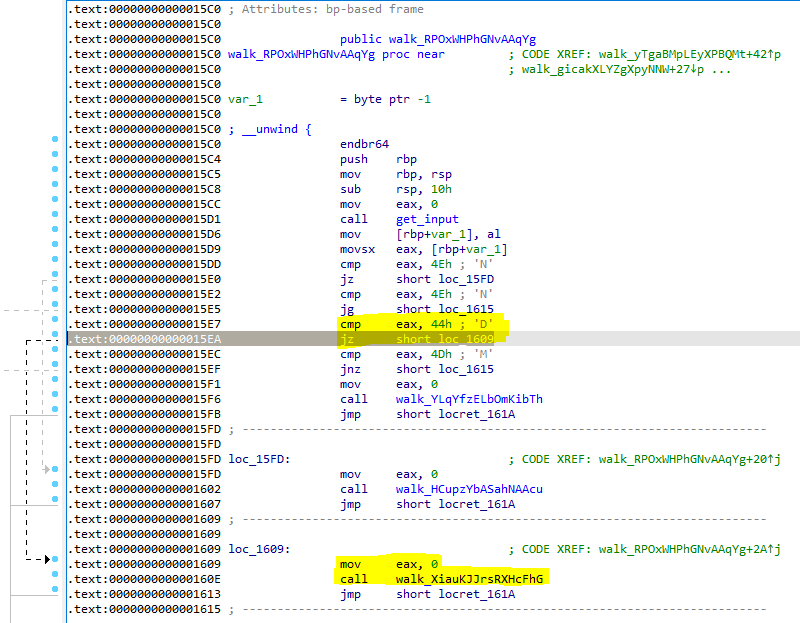 .text:00000000000015C0 ; Attributes: bp-based frame
.text:00000000000015C0
.text:00000000000015C0 public walk_RPOxWHPhGNvAAqYg
.text:00000000000015C0 walk_RPOxWHPhGNvAAqYg proc near ; CODE XREF: walk_yTgaBMpLEyXPBQMt+42↑p
.text:00000000000015C0 ; walk_gicakXLYZgXpyNNW+27↓p ...
.text:00000000000015C0
.text:00000000000015C0 var_1 = byte ptr -1
.text:00000000000015C0
.text:00000000000015C0 ; __unwind {
.text:00000000000015C0 endbr64
.text:00000000000015C4 push rbp
.text:00000000000015C5 mov rbp, rsp
.text:00000000000015C8 sub rsp, 10h
.text:00000000000015CC mov eax, 0
.text:00000000000015D1 call get_input
.text:00000000000015D6 mov [rbp+var_1], al
.text:00000000000015D9 movsx eax, [rbp+var_1]
.text:00000000000015DD cmp eax, 4Eh ; 'N'
.text:00000000000015E0 jz short loc_15FD
.text:00000000000015E2 cmp eax, 4Eh ; 'N'
.text:00000000000015E5 jg short loc_1615
.text:00000000000015E7 cmp eax, 44h ; 'D'
.text:00000000000015EA jz short loc_1609
.text:00000000000015EC cmp eax, 4Dh ; 'M'
.text:00000000000015EF jnz short loc_1615
.text:00000000000015F1 mov eax, 0
.text:00000000000015F6 call walk_YLqYfzELbOmKibTh
.text:00000000000015FB jmp short locret_161A
.text:00000000000015FD ; ---------------------------------------------------------------------------
.text:00000000000015FD
.text:00000000000015FD loc_15FD: ; CODE XREF: walk_RPOxWHPhGNvAAqYg+20↑j
.text:00000000000015FD mov eax, 0
.text:0000000000001602 call walk_HCupzYbASahNAAcu
.text:0000000000001607 jmp short locret_161A
.text:0000000000001609 ; ---------------------------------------------------------------------------
.text:0000000000001609
.text:0000000000001609 loc_1609: ; CODE XREF: walk_RPOxWHPhGNvAAqYg+2A↑j
.text:0000000000001609 mov eax, 0
.text:000000000000160E call walk_XiauKJJrsRXHcFhG
.text:0000000000001613 jmp short locret_161A
.text:0000000000001615 ; ---------------------------------------------------------------------------